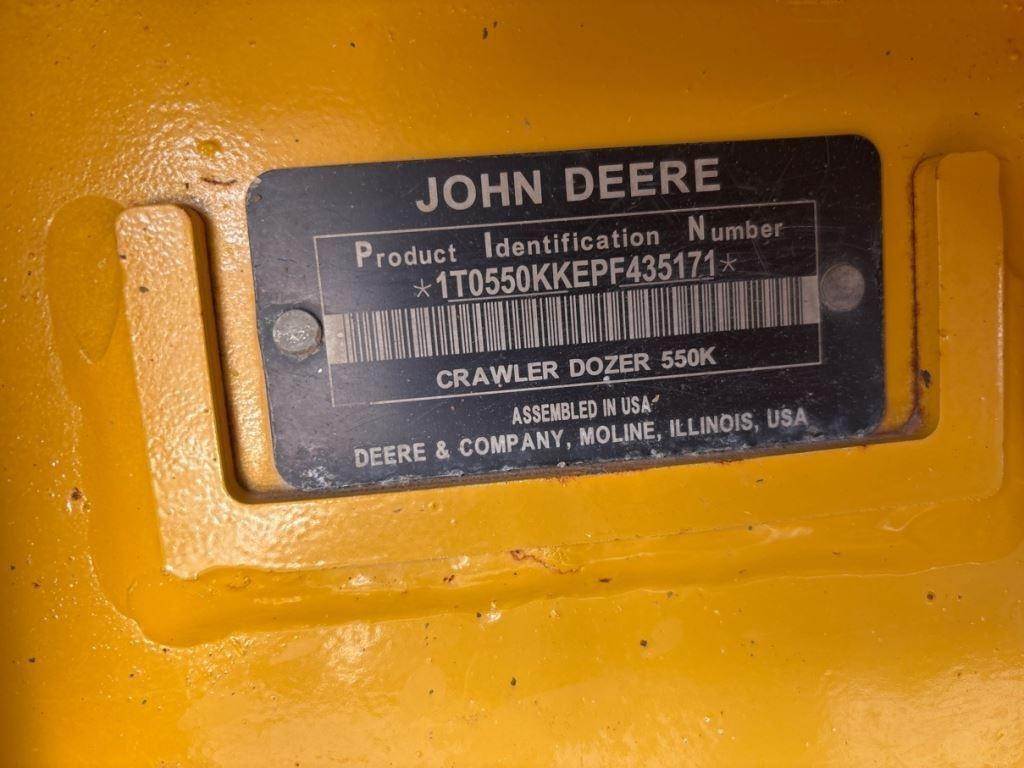 JOHN DEERE
Product Identification Number
*1T0550KKEPF435171*
CRAWLER DOZER 550K
ASSEMBLED IN USA
DEERE & COMPANY, MOLINE, ILLINOIS, USA